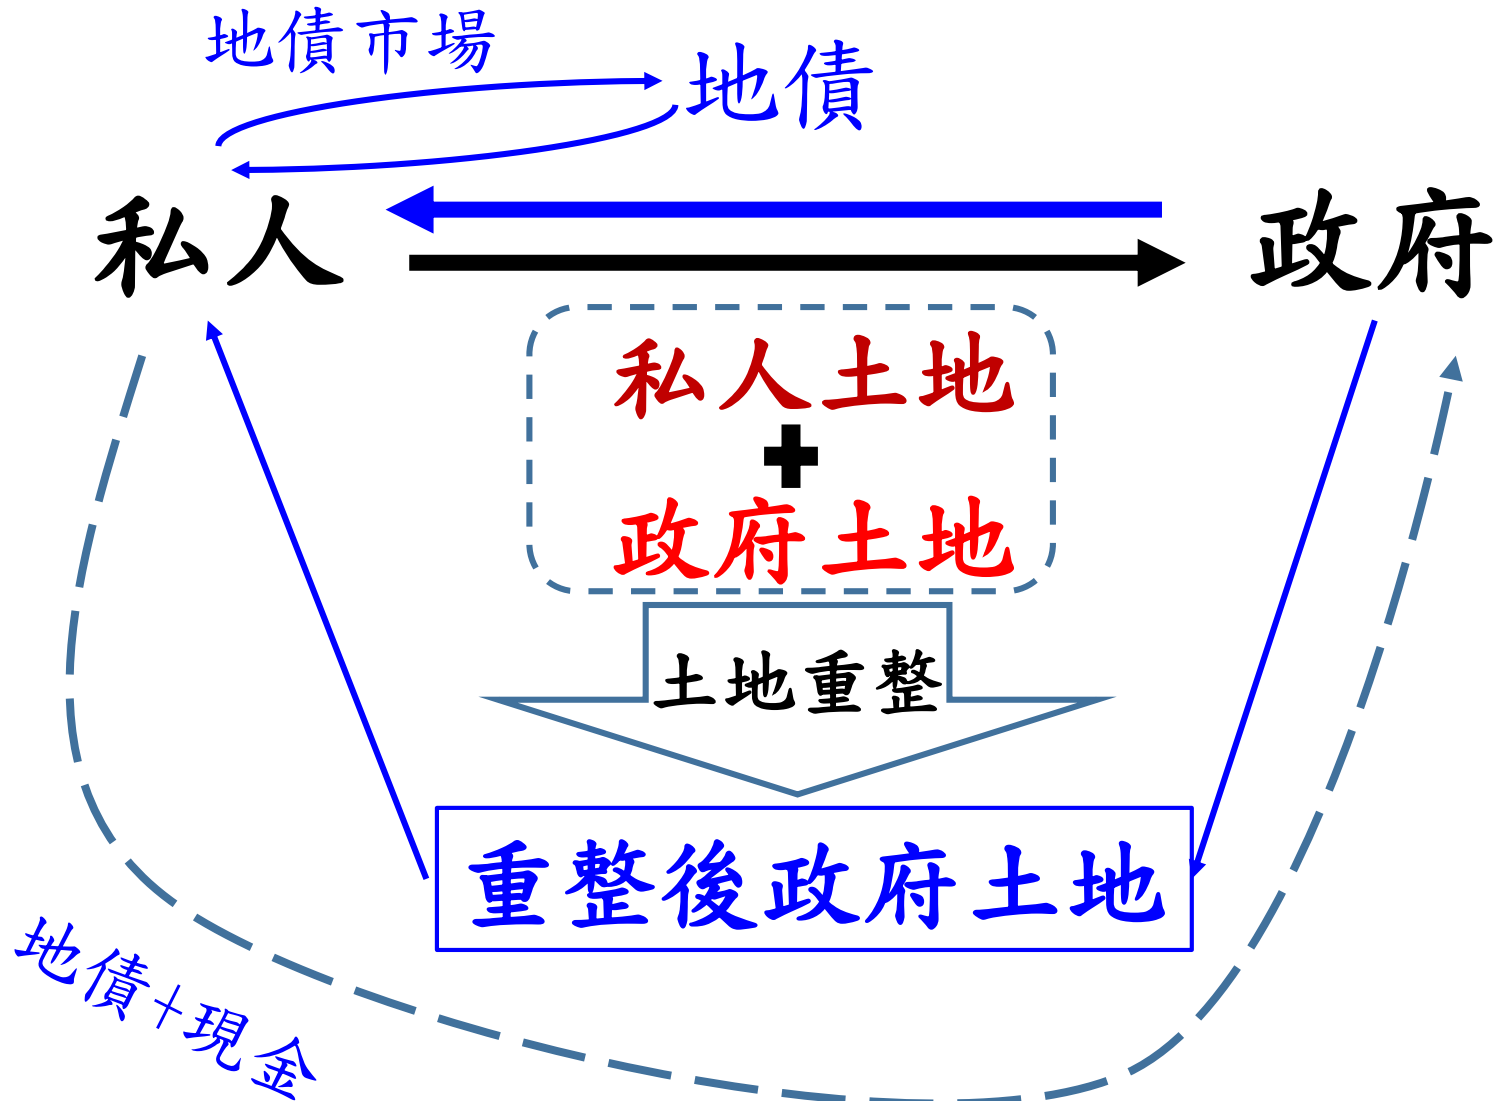 地債市場
地債
私人
政府
私人土地
+
政府土地
土地重整
重整後政府土地
地債+現金